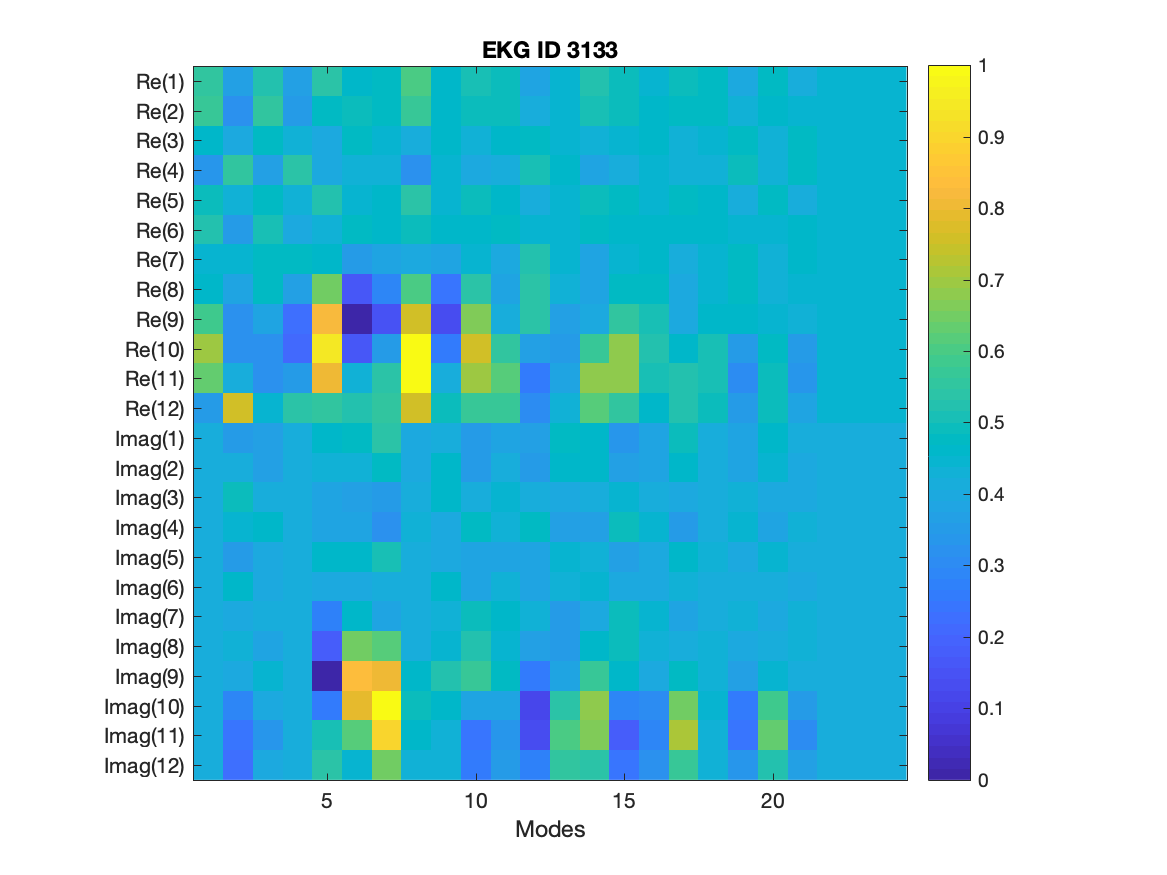 EKG ID 3133
Re(1)
Re(2)
Re(3)
Re(4)
Re(5)
Re(6)
Re(7)
Re(8)
Re(9)
Re(10)
Re(11)
Re(12)
Imag(1)
Imag(2)
Imag(3)
Imag(4)
Imag(5)
Imag(6)
Imag(7)
Imag(8)
Imag(9)
Imag(10)
Imag(11)
Imag(12)
5 10 15 20
Modes
1
0.9
0.8
0.7
0.6
0.5
0.4
0.3
0.2
0.1
0